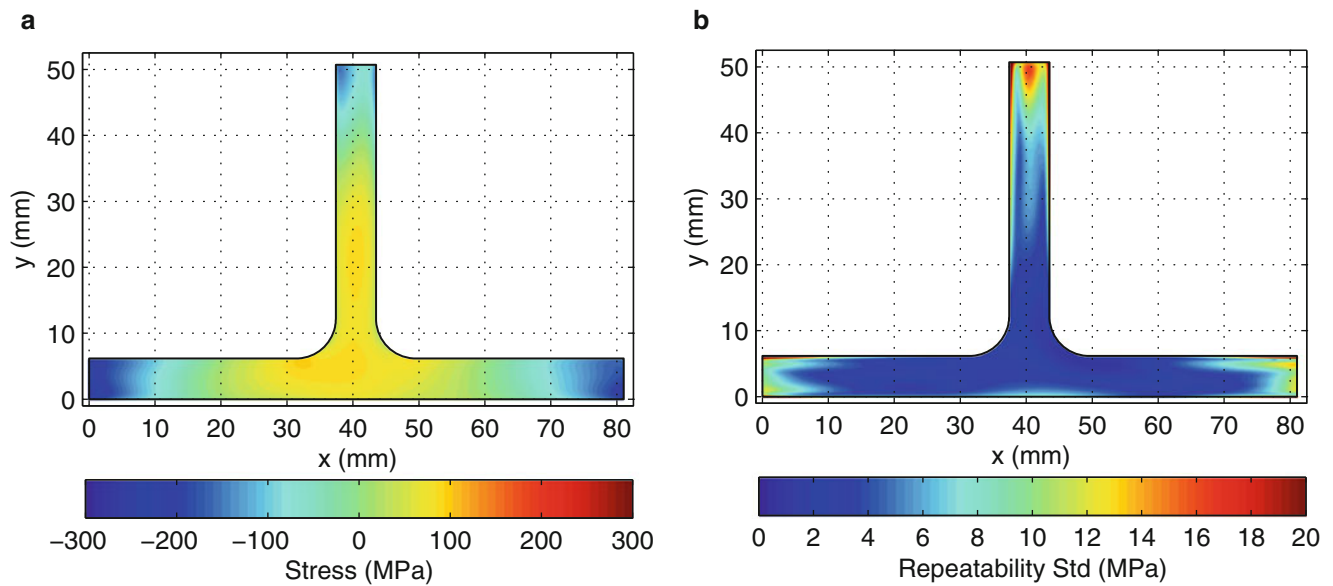 a
50
40
30
20
10
0
y (mm)
0 10 20 30 40 50 60 70 80
x (mm)
−300 −200 −100 0 100 200 300
Stress (MPa)
b
50
40
30
20
10
0
y (mm)
0 10 20 30 40 50 60 70 80
x (mm)
0 2 4 6 8 10 12 14 16 18 20
Repeatability Std (MPa)